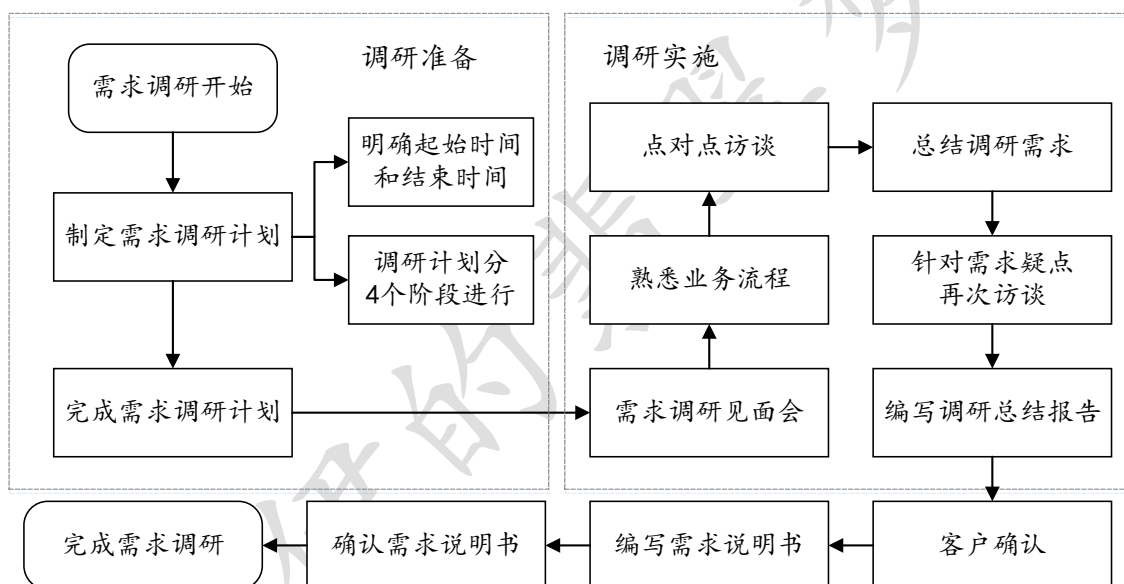 调研准备
调研实施
需求调研开始
明确起始时间
和结束时间
制定需求调研计划
调研计划分
4个阶段进行
完成需求调研计划
需求调研见面会
熟悉业务流程
点对点访谈
总结调研需求
针对需求疑点
再次访谈
编写调研总结报告
客户确认
编写需求说明书
确认需求说明书
完成需求调研